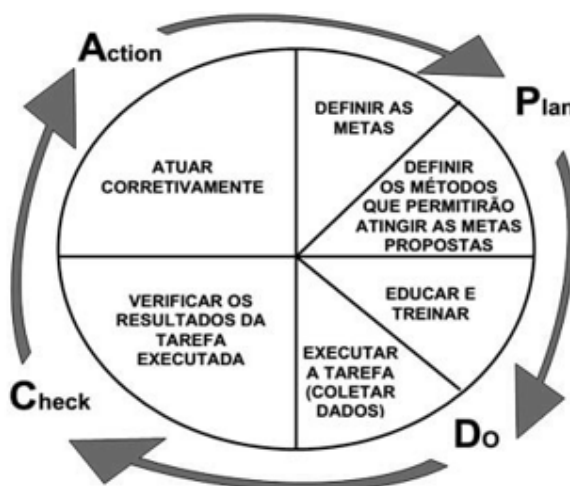 Action
Plan
DEFINIR AS
METAS
DEFINIR
OS MÉTODOS
QUE PERMITIRÃO
ATINGIR AS METAS
PROPOSTAS
EDUCAR E
TREINAR
EXECUTAR
A TAREFA
(COLETAR
DADOS)
Do
VERIFICAR OS
RESULTADOS DA
TAREFA
EXECUTADA
Check
ATUAR
CORRETIVAMENTE